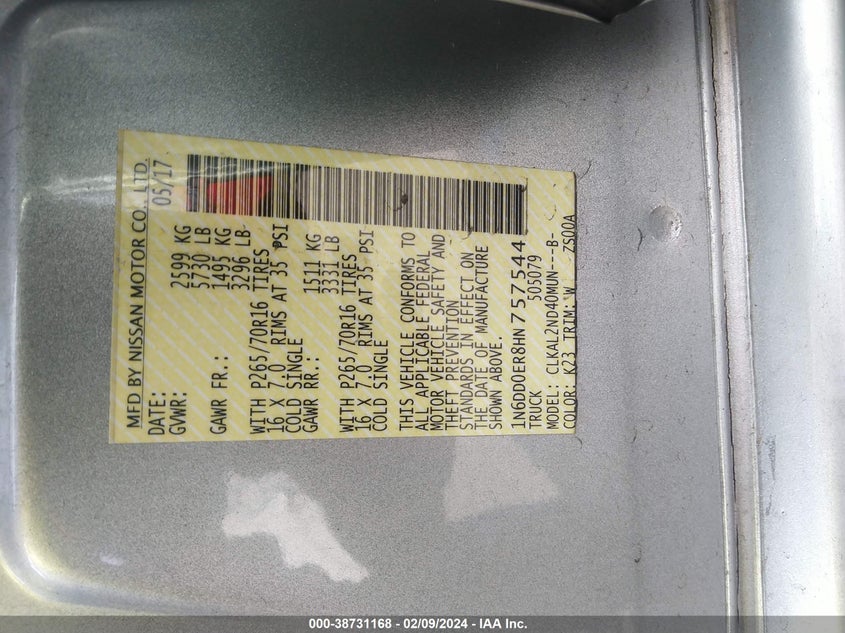 MFD BY NISSAN MOTOR CO., LTD.
DATE: 05/17
GVWR: 2599 KG
5730 LB
GAWR FR.: 1495 KG
3296 LB
WITH P265/70R16 TIRES
16 X 7.0 RIMS AT 35 PSI
COLD SINGLE
GAWR RR.: 1511 KG
3331 LB
WITH P265/70R16 TIRES
16 X 7.0 RIMS AT 35 PSI
COLD SINGLE
THIS VEHICLE CONFORMS TO
ALL APPLICABLE FEDERAL
MOTOR VEHICLE SAFETY AND
THEFT PREVENTION
STANDARDS IN EFFECT ON
THE DATE OF MANUFACTURE
SHOWN ABOVE.
1N6DD0ER8HN757544
TRUCK 505079
MODEL: CLKAL2ND40MUN---B-
COLOR: K23 TRIM: W 2S00A
000-38731168 - 02/09/2024 - IAA Inc.